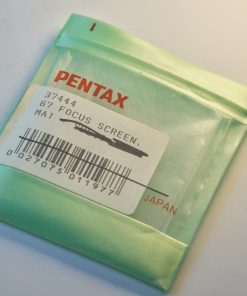 PENTAX
37444
67 FOCUS SCREEN.
MAT
0 027075 011977
JAPAN